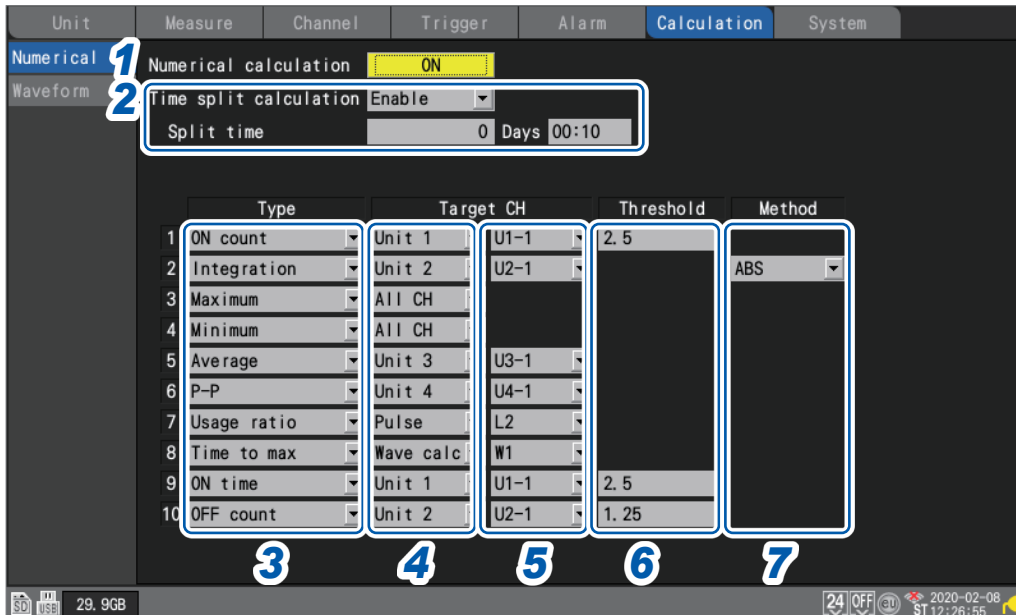 Unit Measure Channel Trigger Alarm Calculation System
Numerical 1 Numerical calculation ON
Waveform 2 Time split calculation Enable
Split time 0 Days 00:10
Type Target CH Threshold Method
1 ON count Unit 1 U1-1 2.5
2 Integration Unit 2 U2-1 ABS
3 Maximum All CH
4 Minimum All CH
5 Average Unit 3 U3-1
6 P-P Unit 4 U4-1
7 Usage ratio Pulse L2
8 Time to max Wave calc W1
9 ON time Unit 1 U1-1 2.5
10 OFF count Unit 2 U2-1 1.25
3 4 5 6 7
SD USB 29.9GB 24 OFF ST 2020-02-08
12:26:55